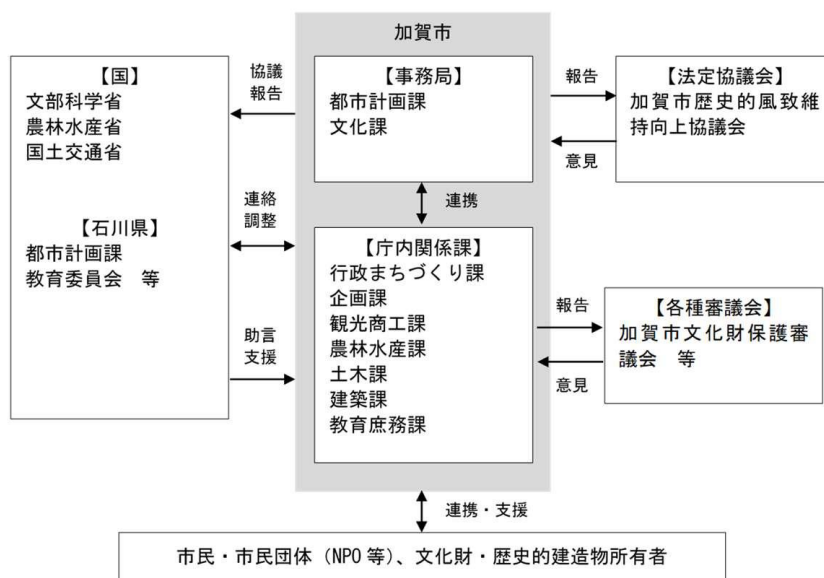 加賀市
【国】
文部科学省
農林水産省
国土交通省
【石川県】
都市計画課
教育委員会　等
協議
報告
連絡
調整
助言
支援
【事務局】
都市計画課
文化課
連携
【庁内関係課】
行政まちづくり課
企画課
観光商工課
農林水産課
土木課
建築課
教育庶務課
報告
意見
【法定協議会】
加賀市歴史的風致維
持向上協議会
報告
意見
【各種審議会】
加賀市文化財保護審
議会　等
連携・支援
市民・市民団体（NPO 等）、文化財・歴史的建造物所有者